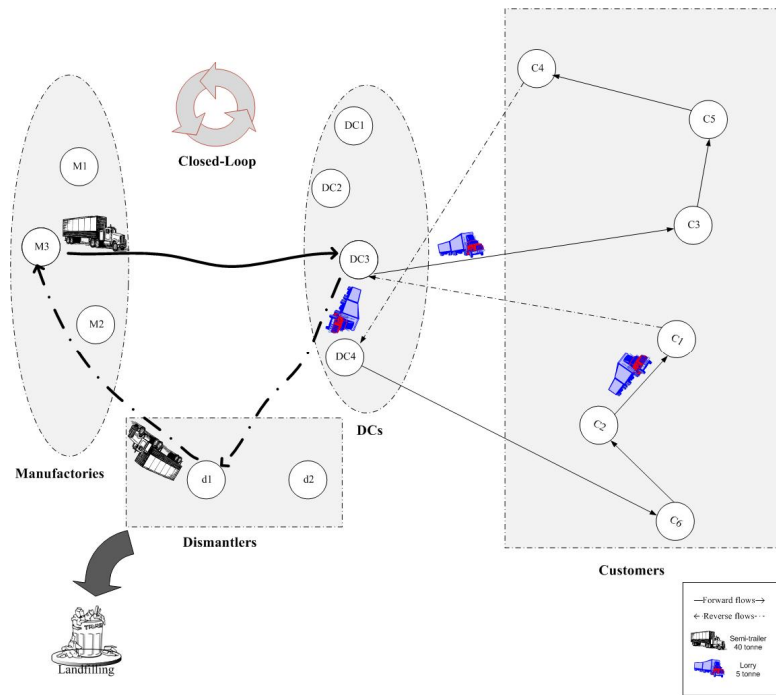 C4
C5
DC1
Closed-Loop
M1
DC2
C3
M3
DC3
M2
C1
DC4
C2
DCs
Manufactories
d1
d2
C6
Dismantlers
Customers
Forward flows
Reverse flows
Semi-trailer
40 tonne
Lorry
5 tonne
TRASH
Landfilling